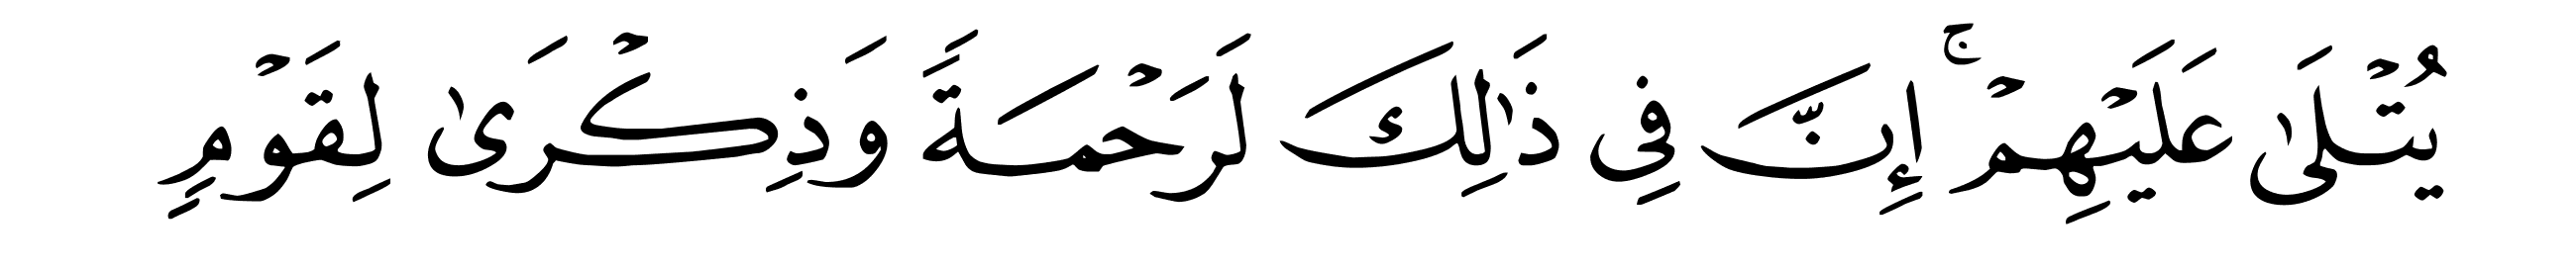 يُتْلَىٰ عَلَيْهِمْ ۚ إِنَّ فِي ذَٰلِكَ لَرَحْمَةً وَذِكْرَىٰ لِقَوْمٍ